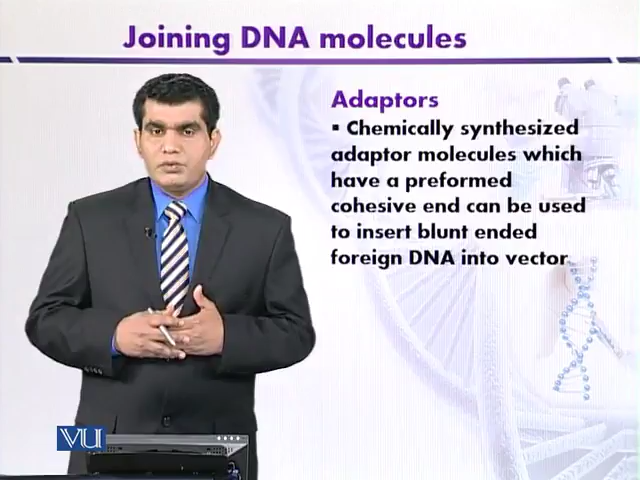 Joining DNA molecules
Adaptors
▪ Chemically synthesized
adaptor molecules which
have a preformed
cohesive end can be used
to insert blunt ended
foreign DNA into vector
VU